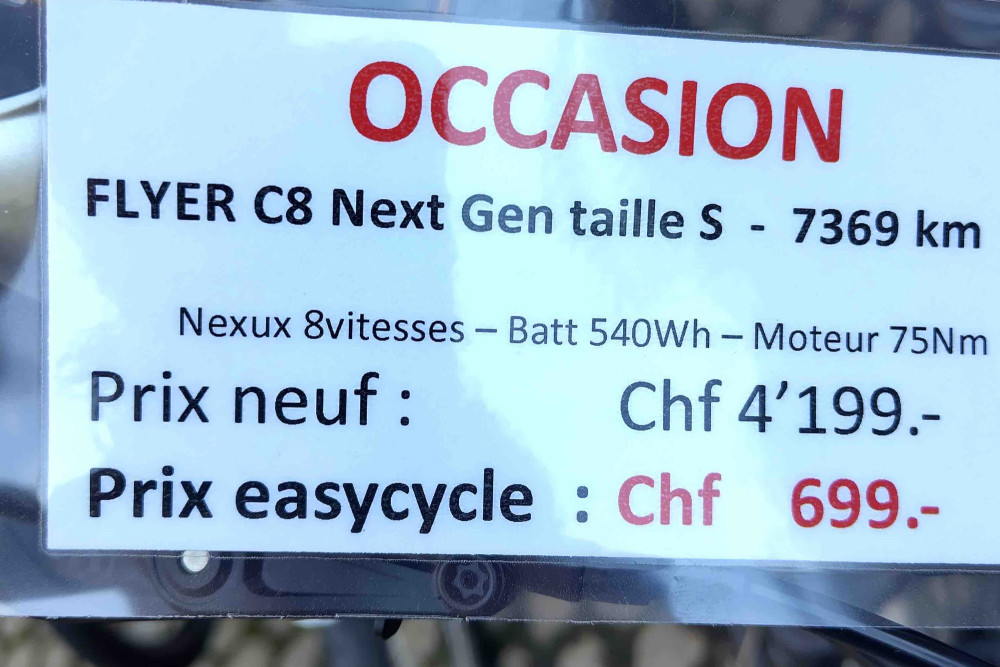 OCCASION
FLYER C8 Next Gen taille S - 7369 km
Nexux 8vitesses – Batt 540Wh – Moteur 75Nm
Prix neuf : Chf 4’199.-
Prix easycycle : Chf 699.-